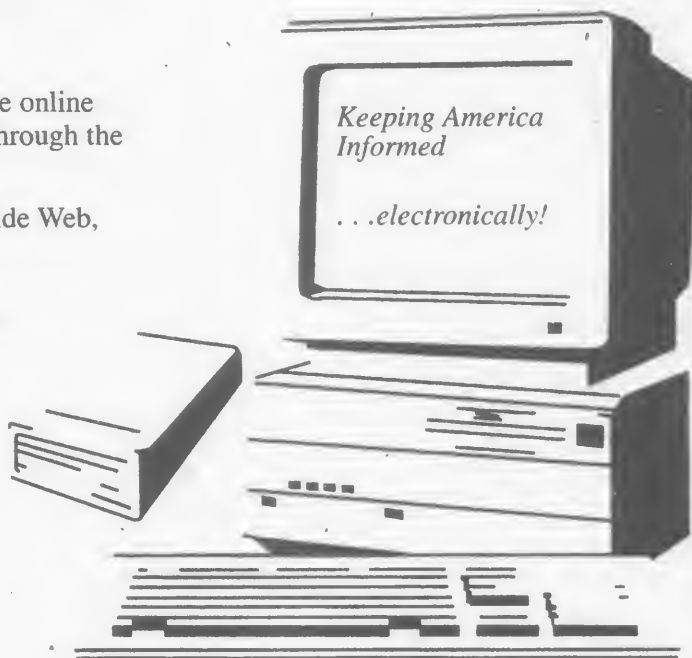 e online
hrough the
de Web,
Keeping America
Informed
. . .electronically!